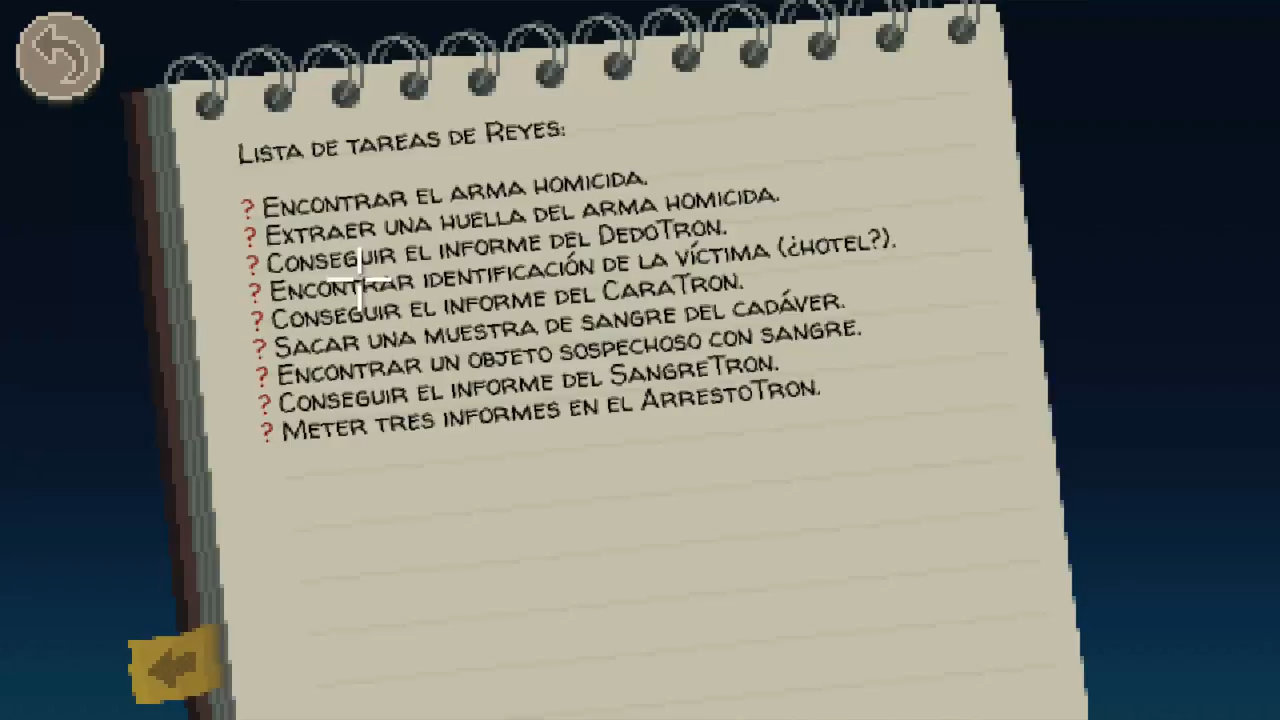 Lista de tareas de Reyes:
? Encontrar el arma homicida.
? Extraer una huella del arma homicida.
? Conseguir el informe del DedoTron.
? Encontrar identificación de la víctima (¿hotel?).
? Conseguir el informe del CaraTron.
? Sacar una muestra de sangre del cadáver.
? Encontrar un objeto sospechoso con sangre.
? Conseguir el informe del SangreTron.
? Meter tres informes en el ArrestoTron.